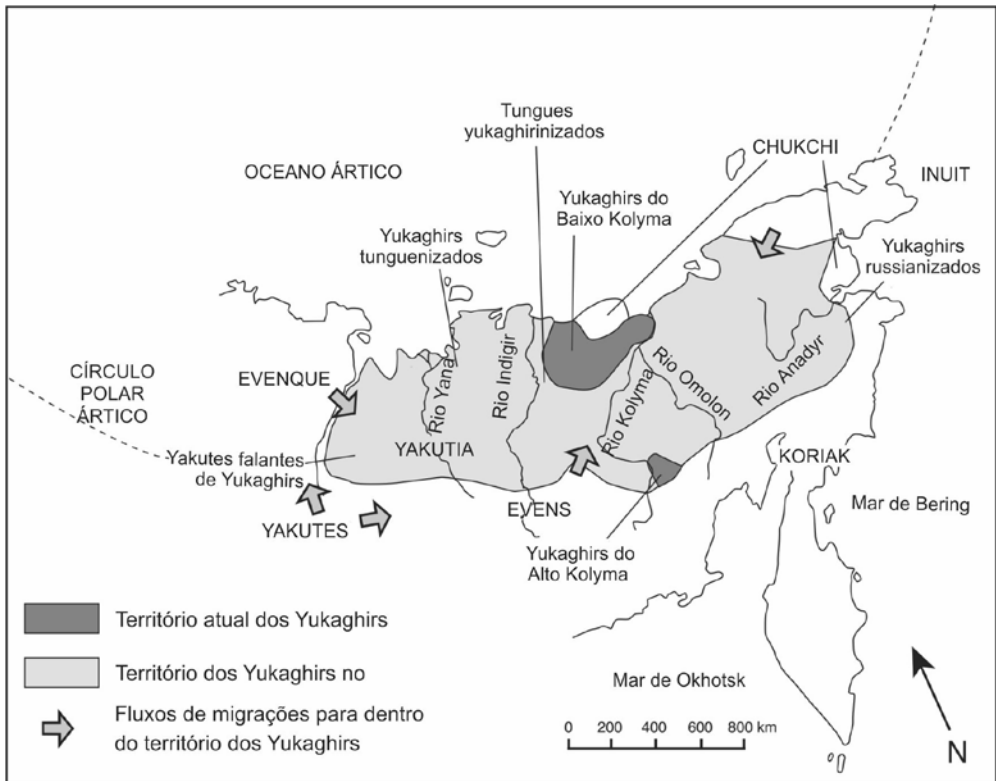 Tungues
yukaghirinizados
CHUKCHI
OCEANO ÁRTICO
INUIT
Yukaghirs do
Baixo Kolyma
Yukaghirs
tunguenizados
Yukaghirs
russianizados
CÍRCULO
POLAR
ÁRTICO
EVENQUE
Rio Yana
Rio Indigir
Rio Kolyma
Rio Omolon
Rio Anadyr
YAKUTIA
Yakutes falantes
de Yukaghirs
KORIAK
YAKUTES
EVENS
Mar de Bering
Yukaghirs do
Alto Kolyma
Território atual dos Yukaghirs
Território dos Yukaghirs no
Mar de Okhotsk
Fluxos de migrações para dentro
do território dos Yukaghirs
0 200 400 600 800 km
N